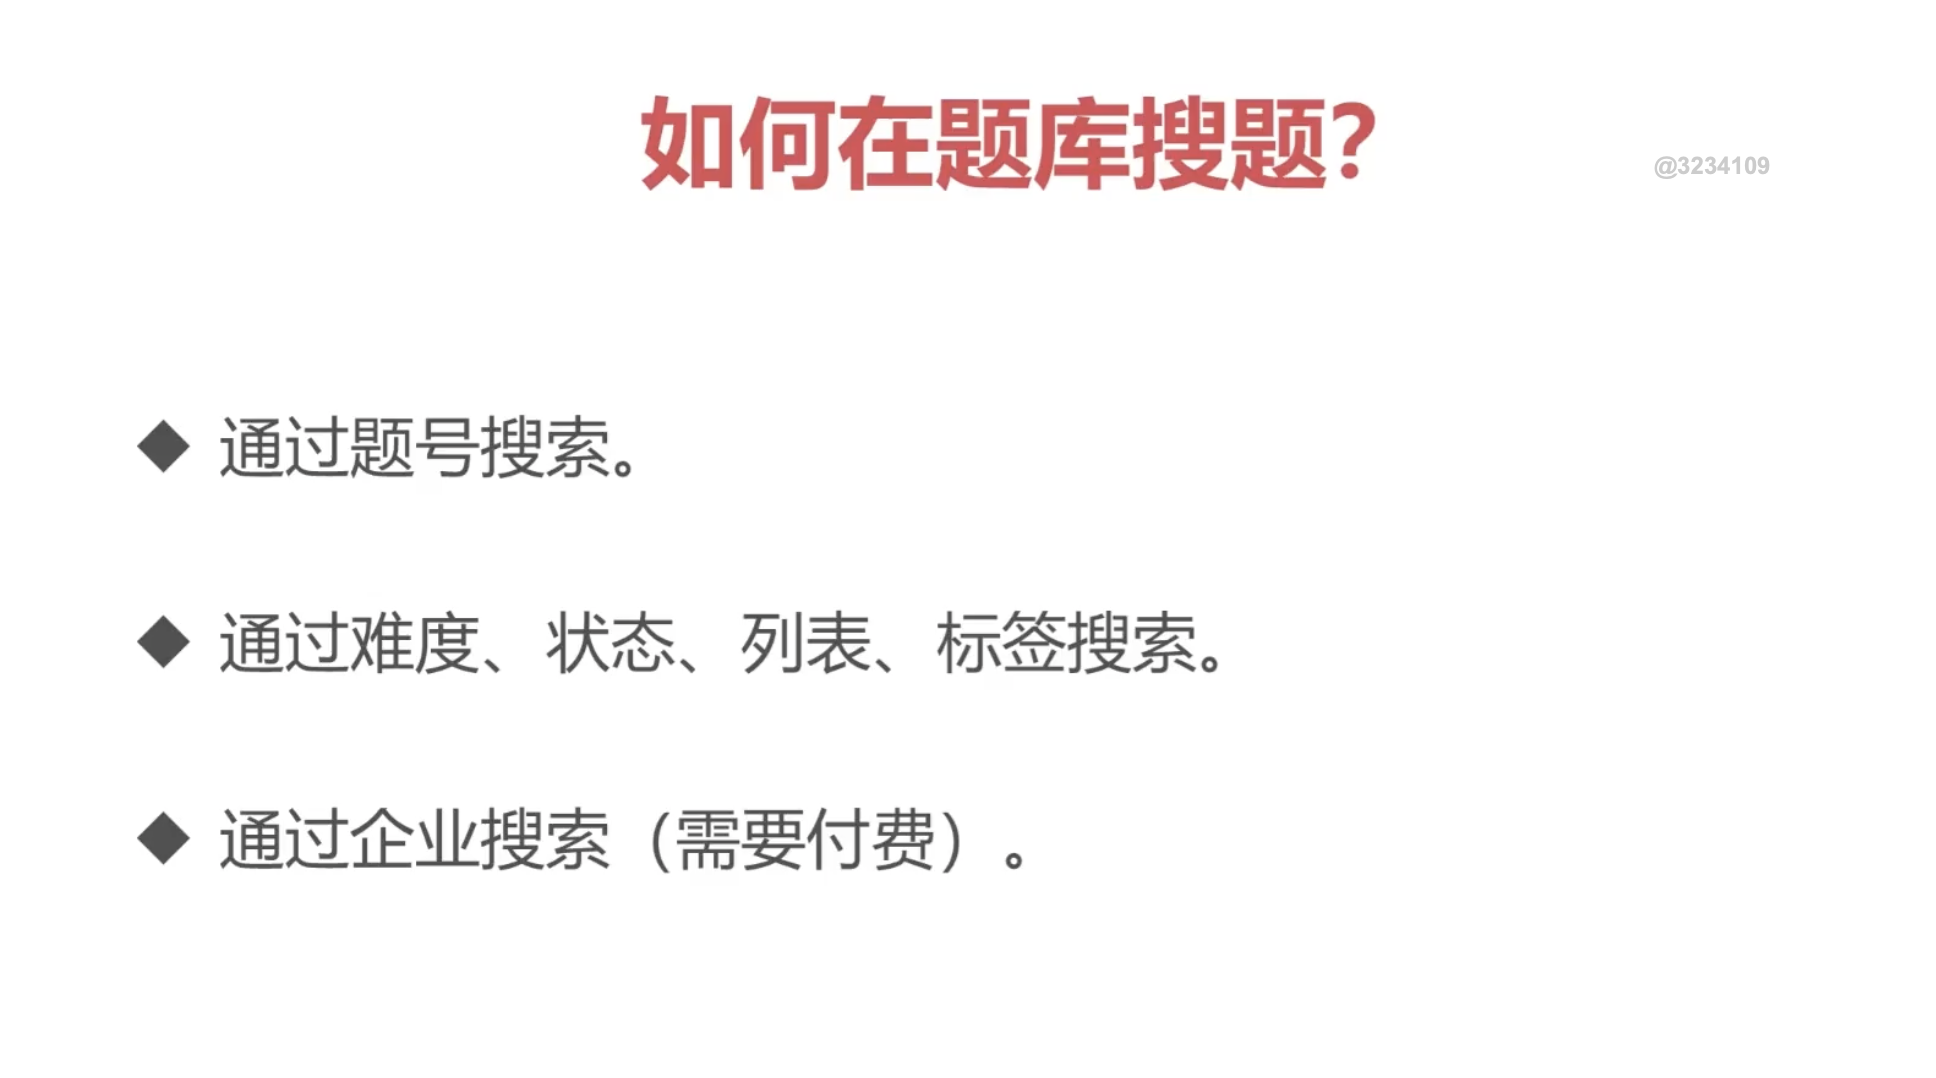 如何在题库搜题?
@3234109
◆ 通过题号搜索。
◆ 通过难度、状态、列表、标签搜索。
◆ 通过企业搜索（需要付费）。